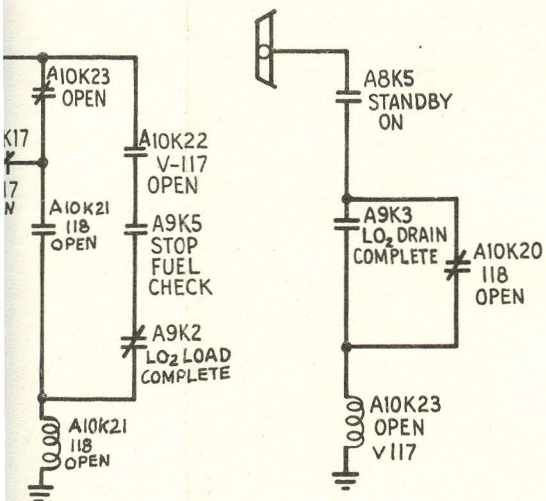 A10K23
OPEN
K17
17
N
A10K22
V-117
OPEN
A10K21
118
OPEN
A9K5
STOP
FUEL
CHECK
A9K2
LO₂ LOAD
COMPLETE
A10K21
118
OPEN
A8K5
STANDBY
ON
A9K3
LO₂ DRAIN
COMPLETE
A10K20
118
OPEN
A10K23
OPEN
V117